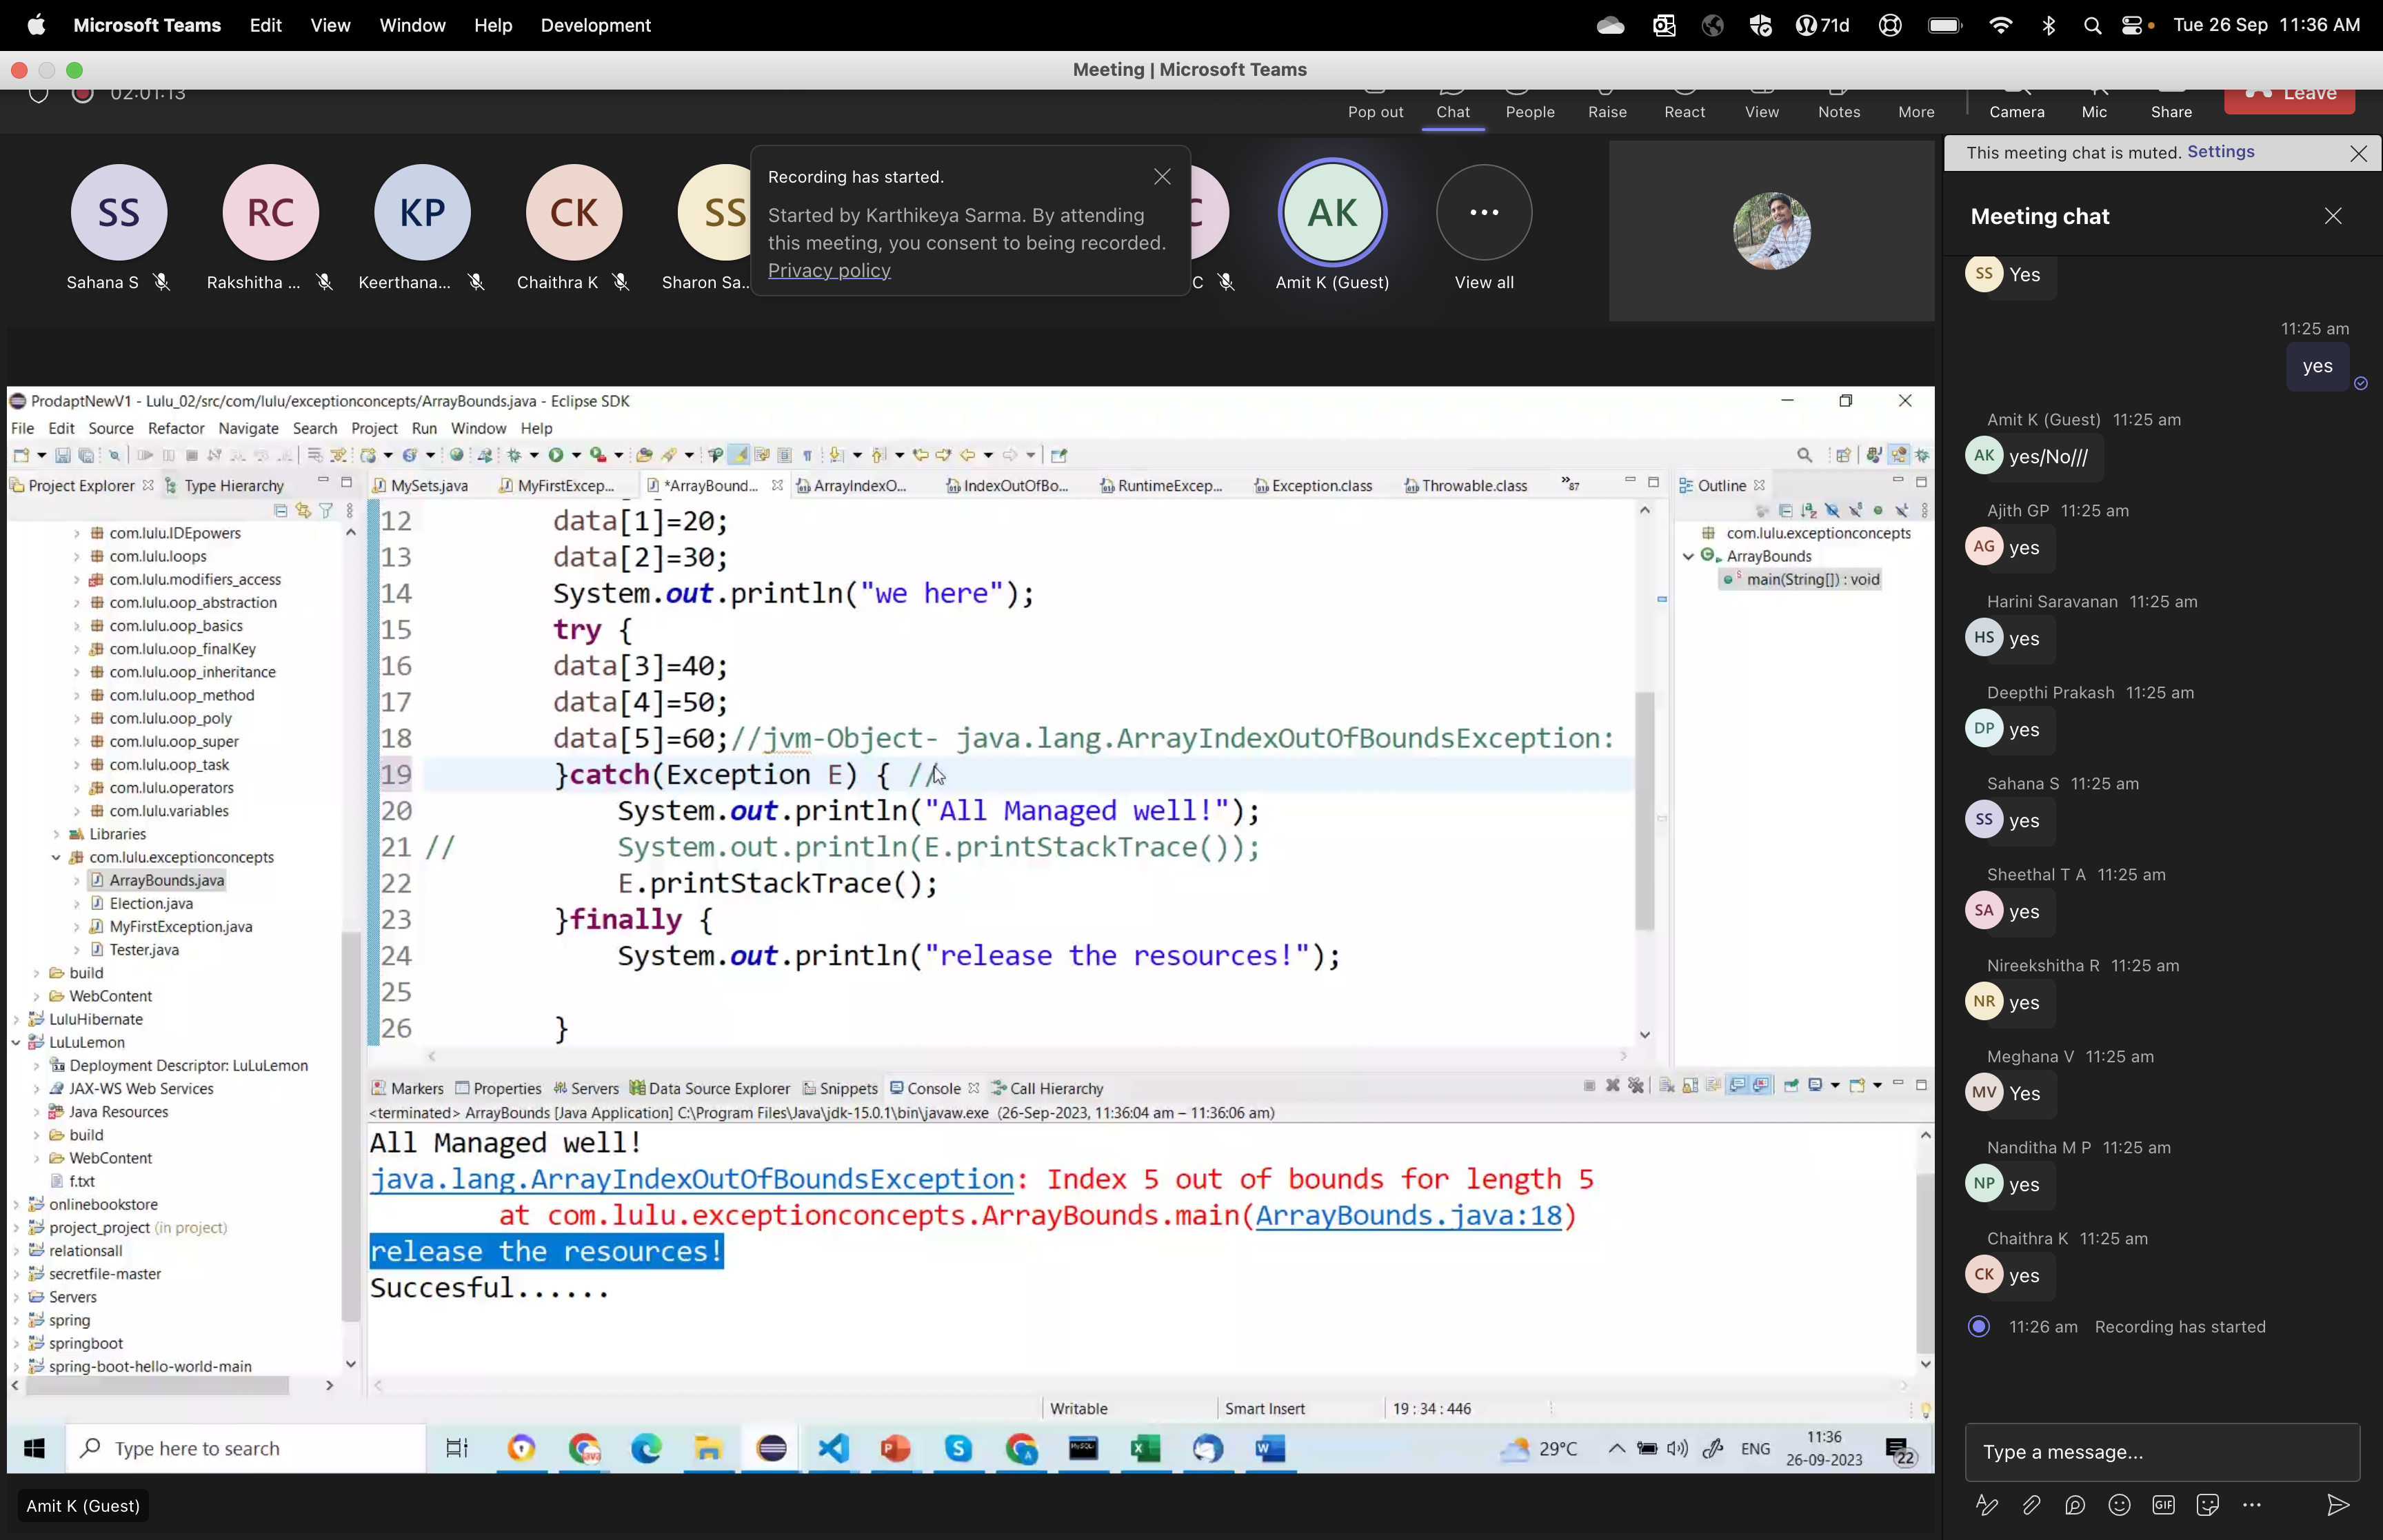 Microsoft Teams Edit View Window Help Development 71d Tue 26 Sep 11:36 AM
Meeting | Microsoft Teams
02:01:13 Pop out Chat People Raise React View Notes More Camera Mic Share Leave
SS RC KP CK SS C AK
Sahana S Rakshitha ... Keerthana... Chaithra K Sharon Sa... C Amit K (Guest) View all
Recording has started.
Started by Karthikeya Sarma. By attending
this meeting, you consent to being recorded.
Privacy policy
This meeting chat is muted. Settings
Meeting chat
SS Yes
11:25 am
yes
Amit K (Guest) 11:25 am
AK yes/No///
Ajith GP 11:25 am
AG yes
Harini Saravanan 11:25 am
HS yes
Deepthi Prakash 11:25 am
DP yes
Sahana S 11:25 am
SS yes
Sheethal T A 11:25 am
SA yes
Nireekshitha R 11:25 am
NR yes
Meghana V 11:25 am
MV Yes
Nanditha M P 11:25 am
NP yes
Chaithra K 11:25 am
CK yes
11:26 am Recording has started
Type a message...
GIF
ProdaptNewV1 - Lulu_02/src/com/lulu/exceptionconcepts/ArrayBounds.java - Eclipse SDK
File Edit Source Refactor Navigate Search Project Run Window Help
Project Explorer Type Hierarchy
com.lulu.IDEpowers
com.lulu.loops
com.lulu.modifiers_access
com.lulu.oop_abstraction
com.lulu.oop_basics
com.lulu.oop_finalKey
com.lulu.oop_inheritance
com.lulu.oop_method
com.lulu.oop_poly
com.lulu.oop_super
com.lulu.oop_task
com.lulu.operators
com.lulu.variables
Libraries
com.lulu.exceptionconcepts
ArrayBounds.java
Election.java
MyFirstException.java
Tester.java
build
WebContent
LuluHibernate
LuLuLemon
Deployment Descriptor: LuLuLemon
JAX-WS Web Services
Java Resources
build
WebContent
f.txt
onlinebookstore
project_project (in project)
relationsall
secretfile-master
Servers
spring
springboot
spring-boot-hello-world-main
MySets.java MyFirstExcep... *ArrayBound... ArrayIndexO... IndexOutOfBo... RuntimeExcep... Exception.class Throwable.class »87
12 data[1]=20;
13 data[2]=30;
14 System.out.println("we here");
15 try {
16 data[3]=40;
17 data[4]=50;
18 data[5]=60;//jvm-Object- java.lang.ArrayIndexOutOfBoundsException:
19 }catch(Exception E) { //
20 System.out.println("All Managed well!");
21 // System.out.println(E.printStackTrace());
22 E.printStackTrace();
23 }finally {
24 System.out.println("release the resources!");
25
26 }
Outline
com.lulu.exceptionconcepts
ArrayBounds
main(String[]) : void
Markers Properties Servers Data Source Explorer Snippets Console Call Hierarchy
<terminated> ArrayBounds [Java Application] C:\Program Files\Java\jdk-15.0.1\bin\javaw.exe (26-Sep-2023, 11:36:04 am – 11:36:06 am)
All Managed well!
java.lang.ArrayIndexOutOfBoundsException: Index 5 out of bounds for length 5
at com.lulu.exceptionconcepts.ArrayBounds.main(ArrayBounds.java:18)
release the resources!
Succesful......
Writable Smart Insert 19 : 34 : 446
Type here to search 29°C ENG 11:36
26-09-2023 22
Amit K (Guest)